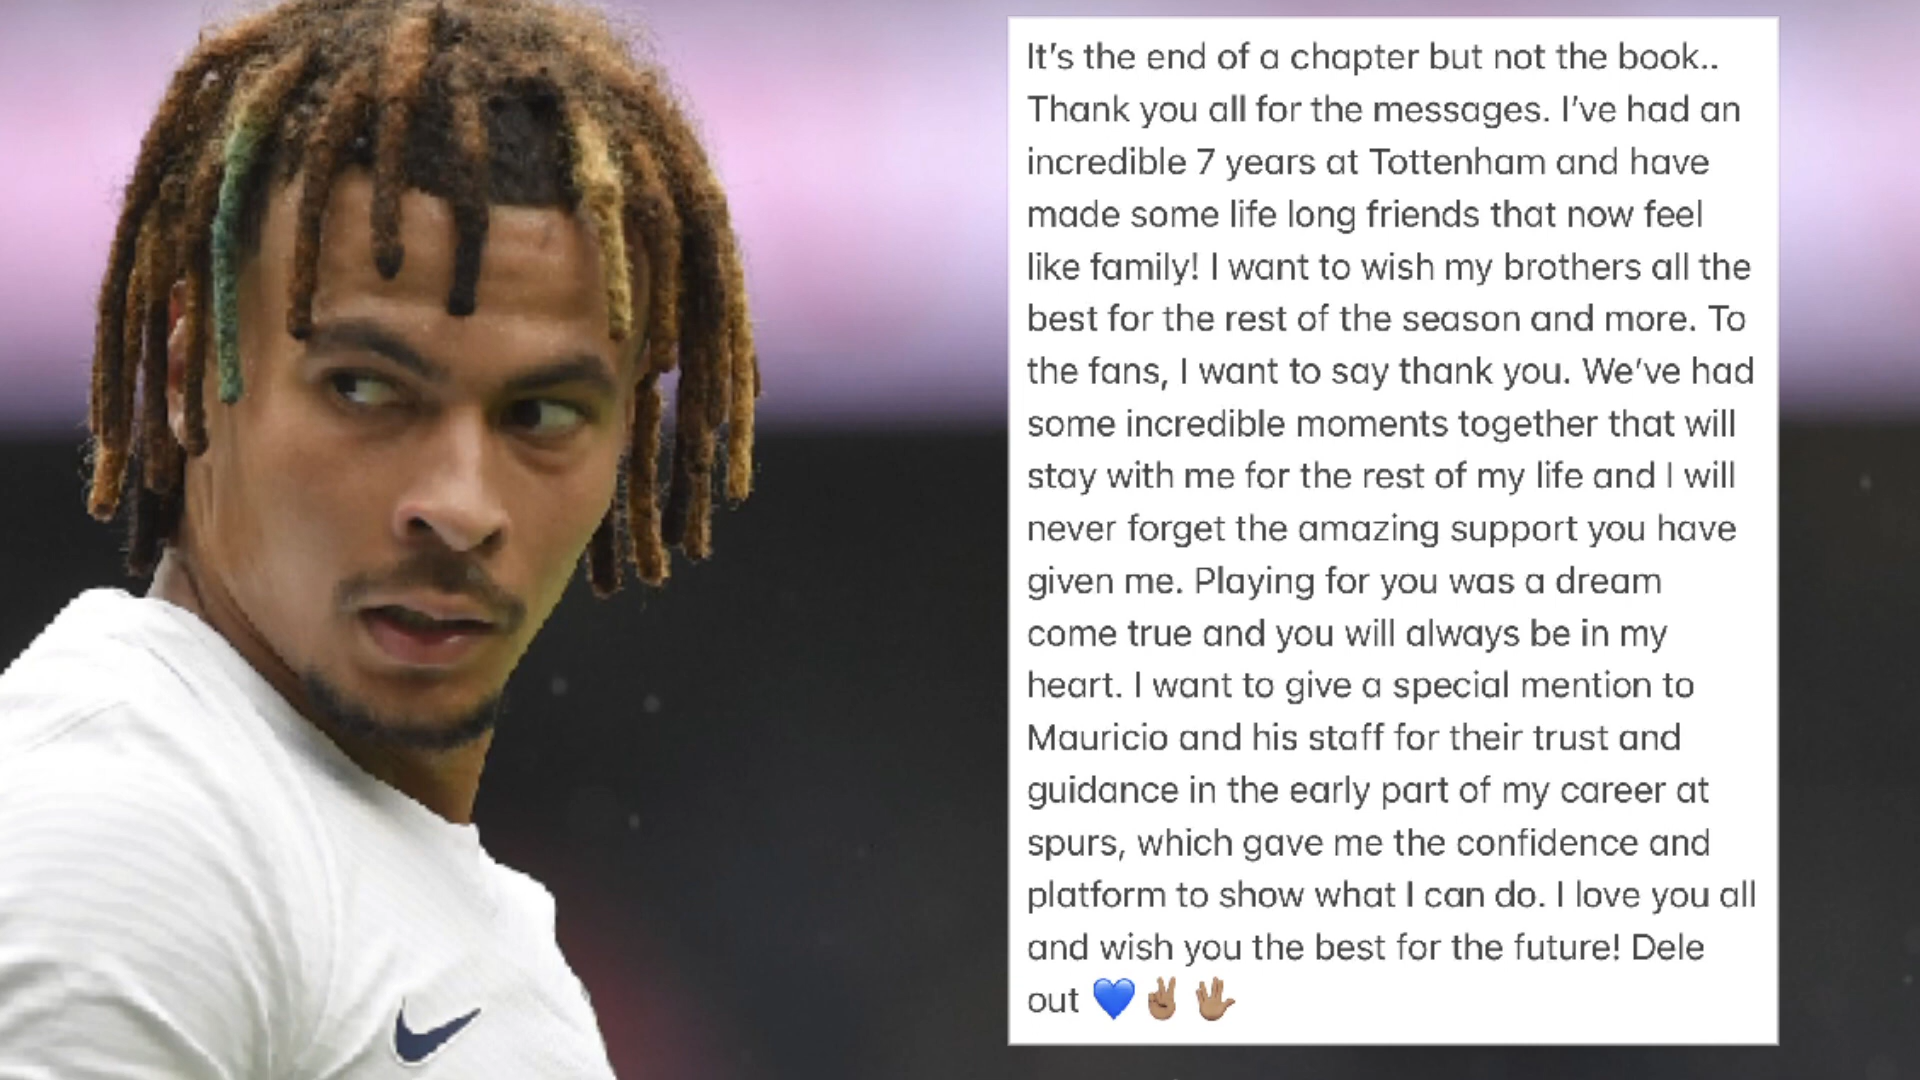 It's the end of a chapter but not the book..
Thank you all for the messages. I've had an
incredible 7 years at Tottenham and have
made some life long friends that now feel
like family! I want to wish my brothers all the
best for the rest of the season and more. To
the fans, I want to say thank you. We've had
some incredible moments together that will
stay with me for the rest of my life and I will
never forget the amazing support you have
given me. Playing for you was a dream
come true and you will always be in my
heart. I want to give a special mention to
Mauricio and his staff for their trust and
guidance in the early part of my career at
spurs, which gave me the confidence and
platform to show what I can do. I love you all
and wish you the best for the future! Dele
out 💙✌🏽🖖🏽